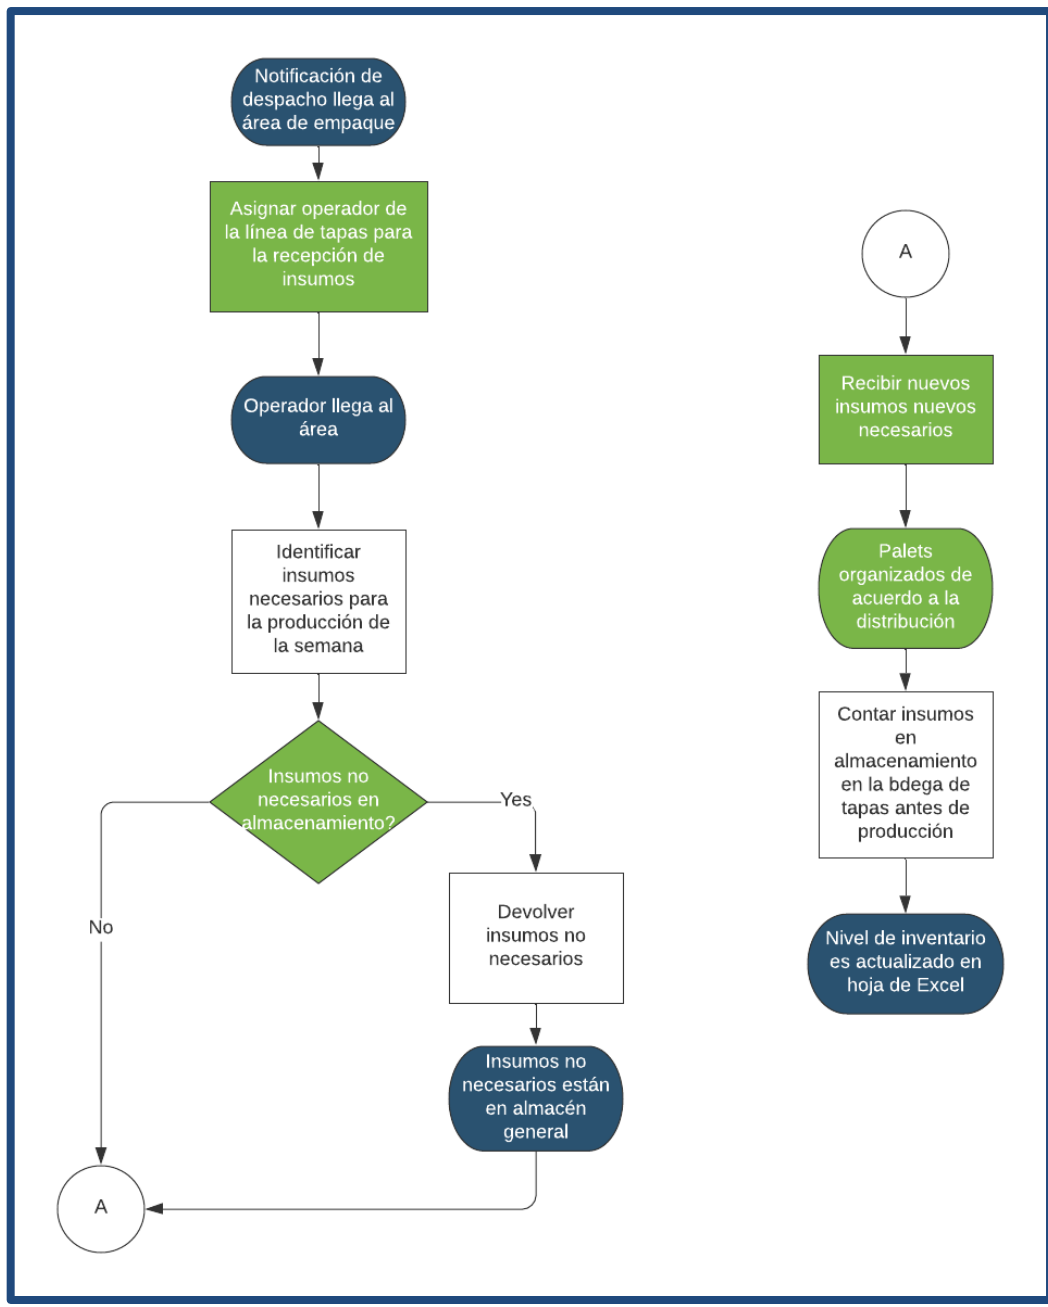 Notificación de
despacho llega al
área de empaque
Asignar operador de
la línea de tapas para
la recepción de
insumos
Operador llega al
área
Identificar
insumos
necesarios para
la producción de
la semana
Insumos no
necesarios en
almacenamiento?
Yes
No
Devolver
insumos no
necesarios
Insumos no
necesarios están
en almacén
general
A
A
Recibir nuevos
insumos nuevos
necesarios
Palets
organizados de
acuerdo a la
distribución
Contar insumos
en
almacenamiento
en la bdega de
tapas antes de
producción
Nivel de inventario
es actualizado en
hoja de Excel